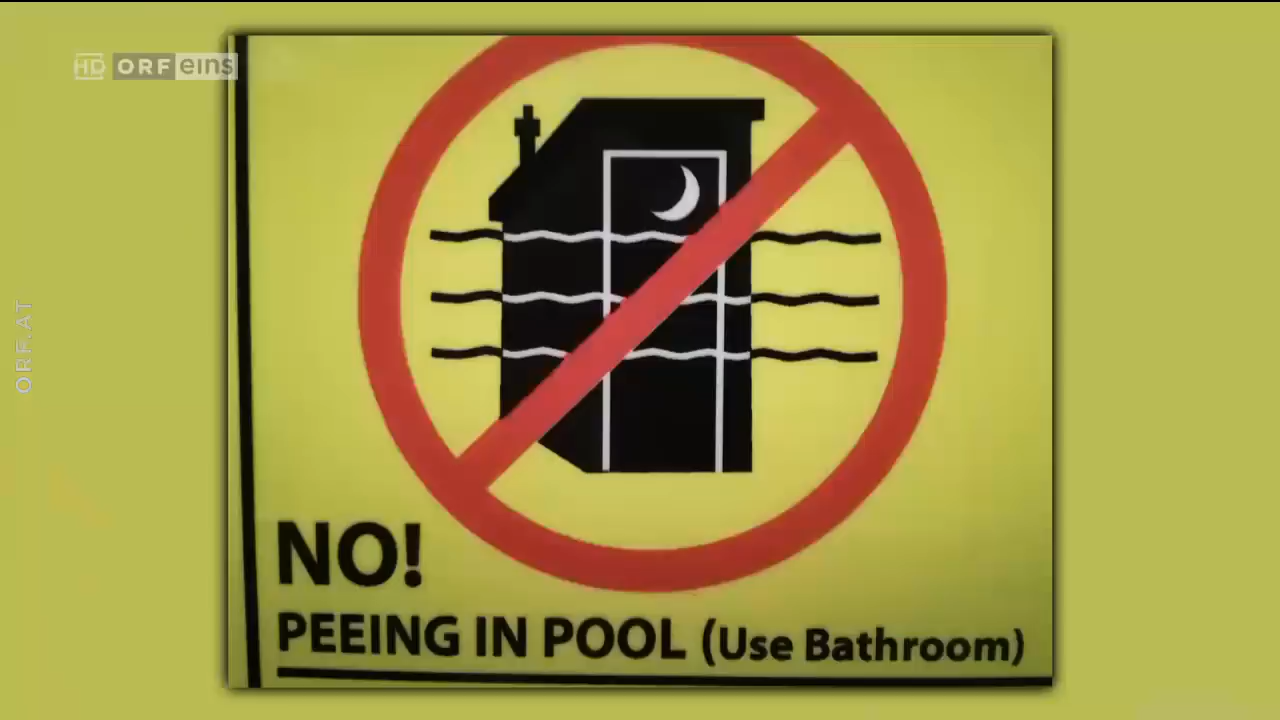 HD ORF eins
ORF.AT
NO!
PEEING IN POOL (Use Bathroom)